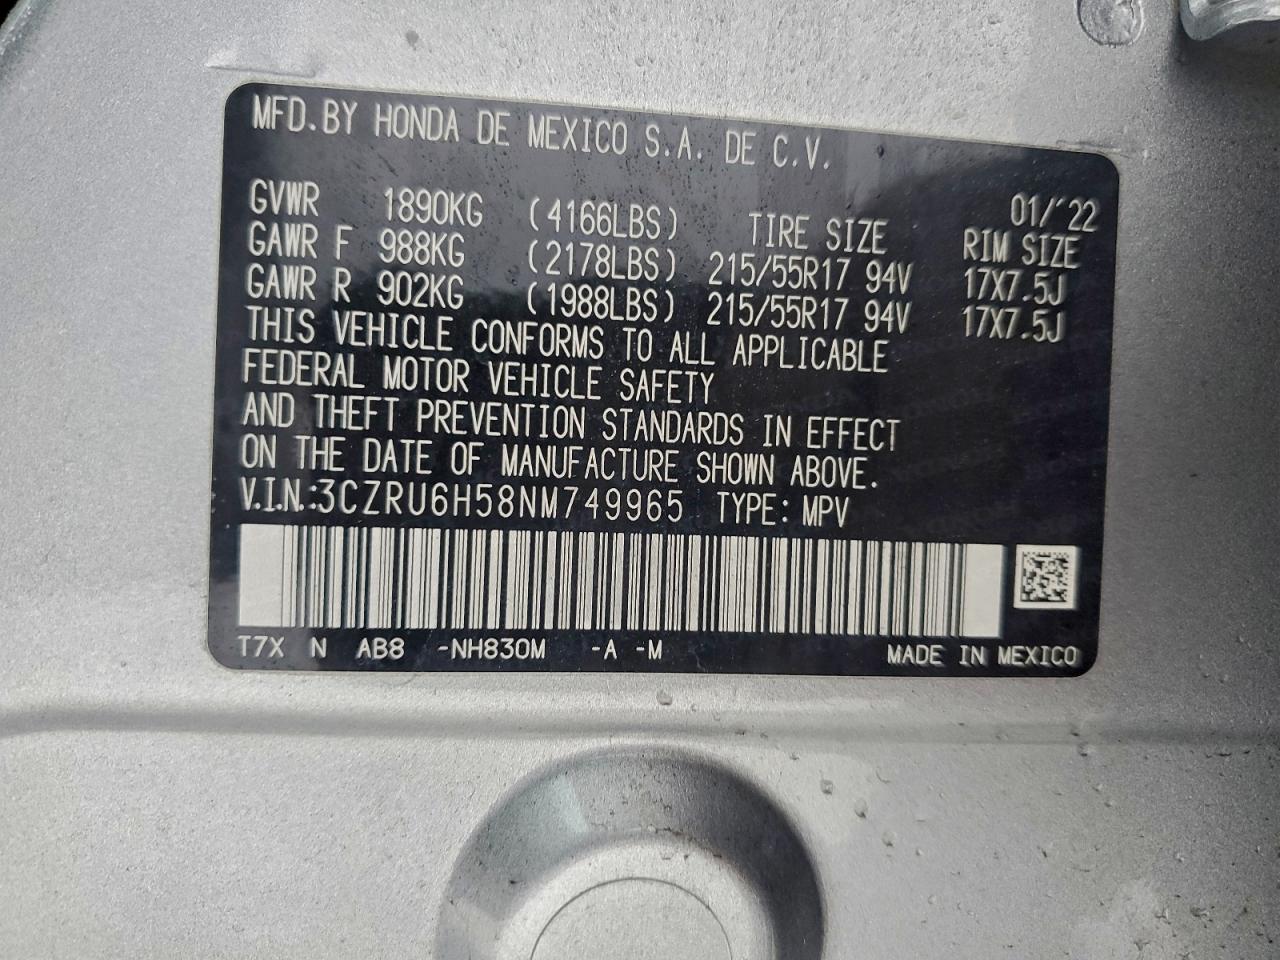 MFD.BY HONDA DE MEXICO S.A. DE C.V.
GVWR 1890KG (4166LBS) TIRE SIZE 01/'22 RIM SIZE
GAWR F 988KG (2178LBS) 215/55R17 94V 17X7.5J
GAWR R 902KG (1988LBS) 215/55R17 94V 17X7.5J
THIS VEHICLE CONFORMS TO ALL APPLICABLE
FEDERAL MOTOR VEHICLE SAFETY
AND THEFT PREVENTION STANDARDS IN EFFECT
ON THE DATE OF MANUFACTURE SHOWN ABOVE.
V.I.N.:3CZRU6H58NM749965 TYPE: MPV
T7X N AB8 -NH830M -A -M MADE IN MEXICO